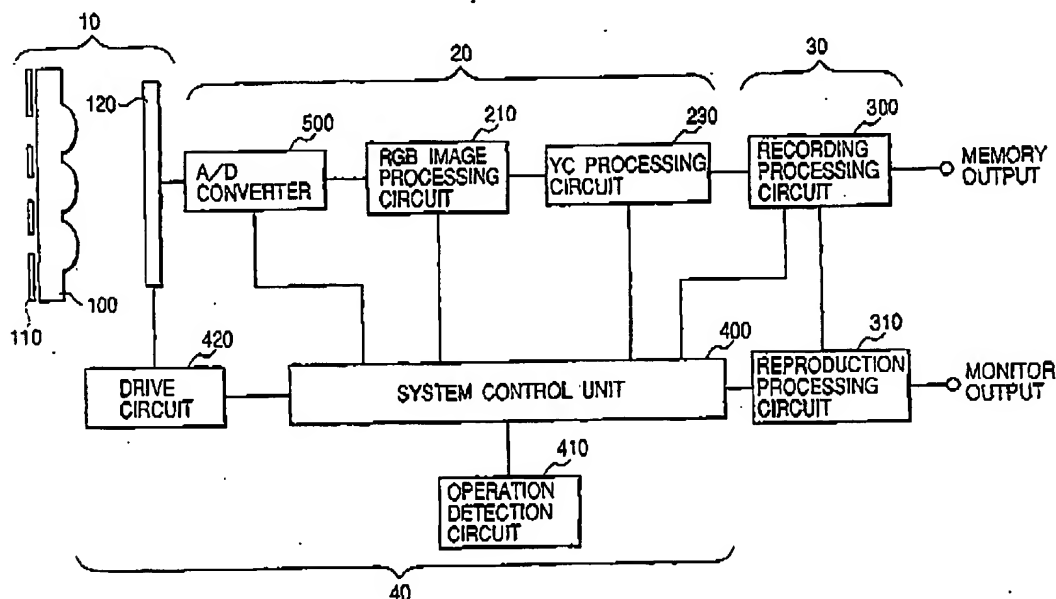 10
20
30
120
500
210
230
300
A/D
CONVERTER
RGB IMAGE
PROCESSING
CIRCUIT
YC PROCESSING
CIRCUIT
RECORDING
PROCESSING
CIRCUIT
MEMORY
OUTPUT
100
110
420
400
310
DRIVE
CIRCUIT
SYSTEM CONTROL UNIT
REPRODUCTION
PROCESSING
CIRCUIT
MONITOR
OUTPUT
410
OPERATION
DETECTION
CIRCUIT
40